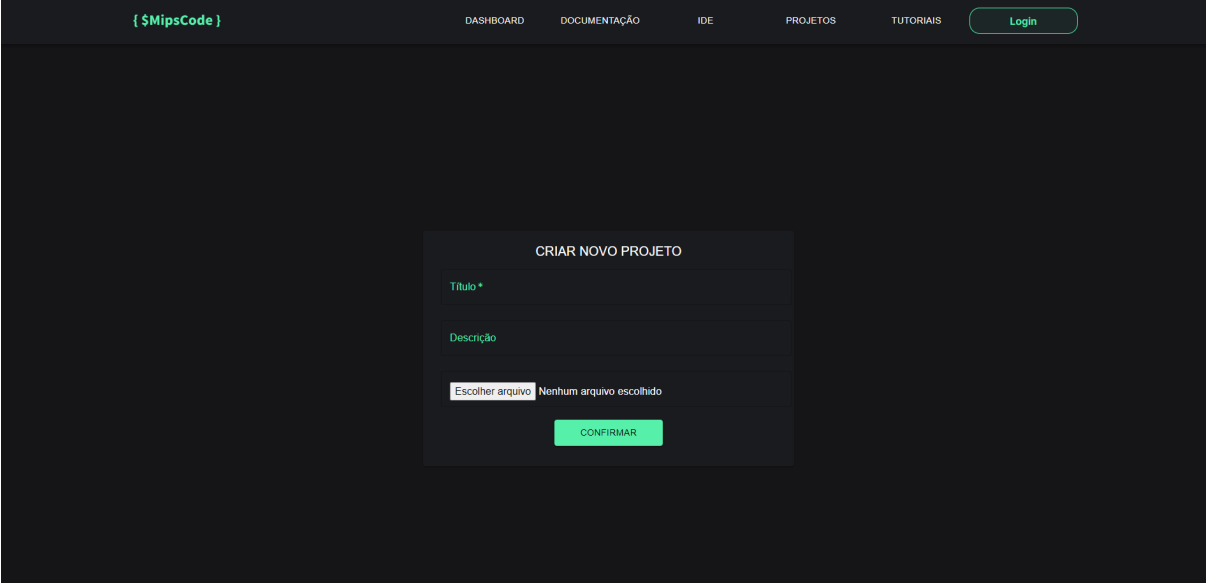 { $MipsCode } DASHBOARD DOCUMENTAÇÃO IDE PROJETOS TUTORIAIS Login
CRIAR NOVO PROJETO
Título *
Descrição
Escolher arquivo Nenhum arquivo escolhido
CONFIRMAR